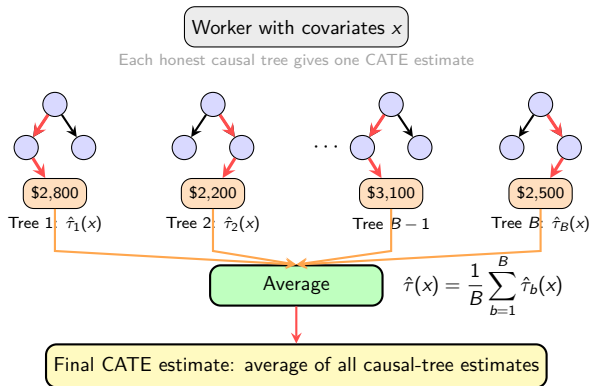 Worker with covariates x
Each honest causal tree gives one CATE estimate
...
$2,800 $2,200 $3,100 $2,500
Tree 1: τ̂₁(x) Tree 2: τ̂₂(x) Tree B − 1 Tree B: τ̂_B(x)
Average τ̂(x) = 1/B ∑_{b=1}^{B} τ̂_b(x)
Final CATE estimate: average of all causal-tree estimates